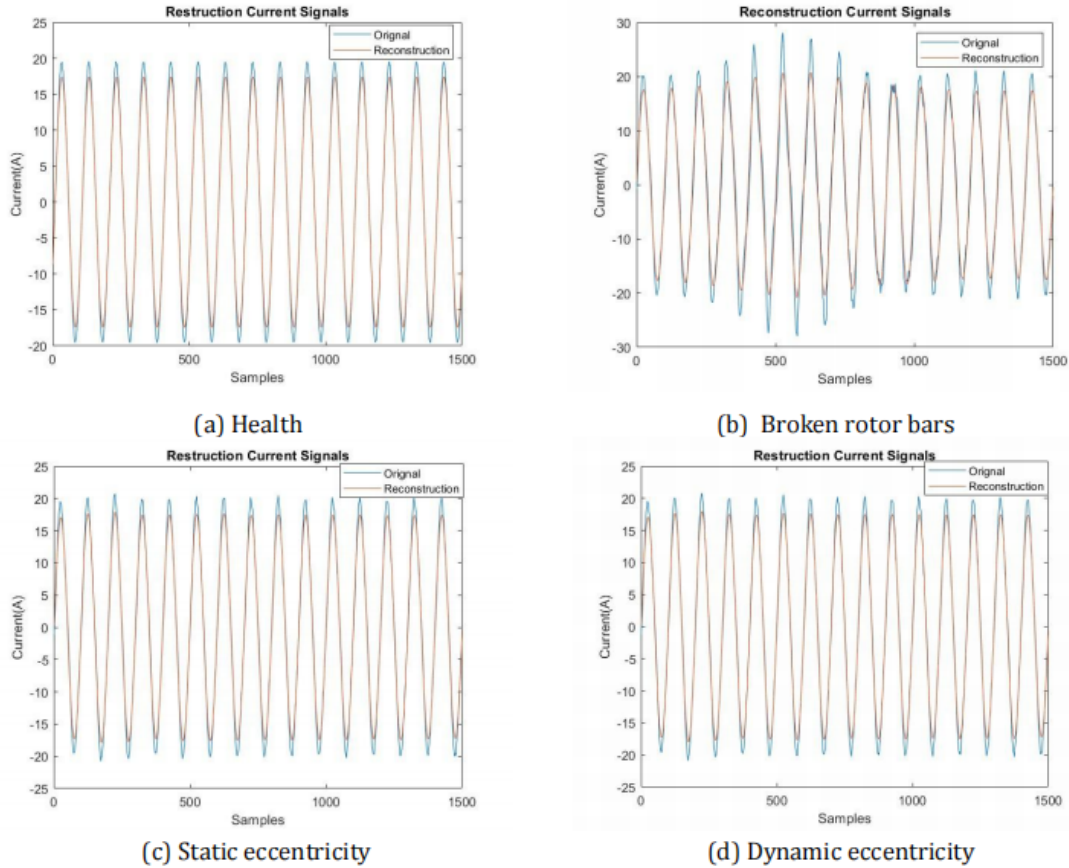 Restruction Current Signals
25
20
15
10
5
0
-5
-10
-15
-20
Current(A)
Orignal
Reconstruction
0
500
1000
1500
Samples
(a) Health
Reconstruction Current Signals
30
20
10
0
-10
-20
-30
Current(A)
Orignal
Reconstruction
0
500
1000
1500
Samples
(b) Broken rotor bars
Restruction Current Signals
25
20
15
10
5
0
-5
-10
-15
-20
-25
Current(A)
Orignal
Reconstruction
0
500
1000
1500
Samples
(c) Static eccentricity
Restruction Current Signals
25
20
15
10
5
0
-5
-10
-15
-20
-25
Current(A)
Orignal
Reconstruction
0
500
1000
1500
Samples
(d) Dynamic eccentricity